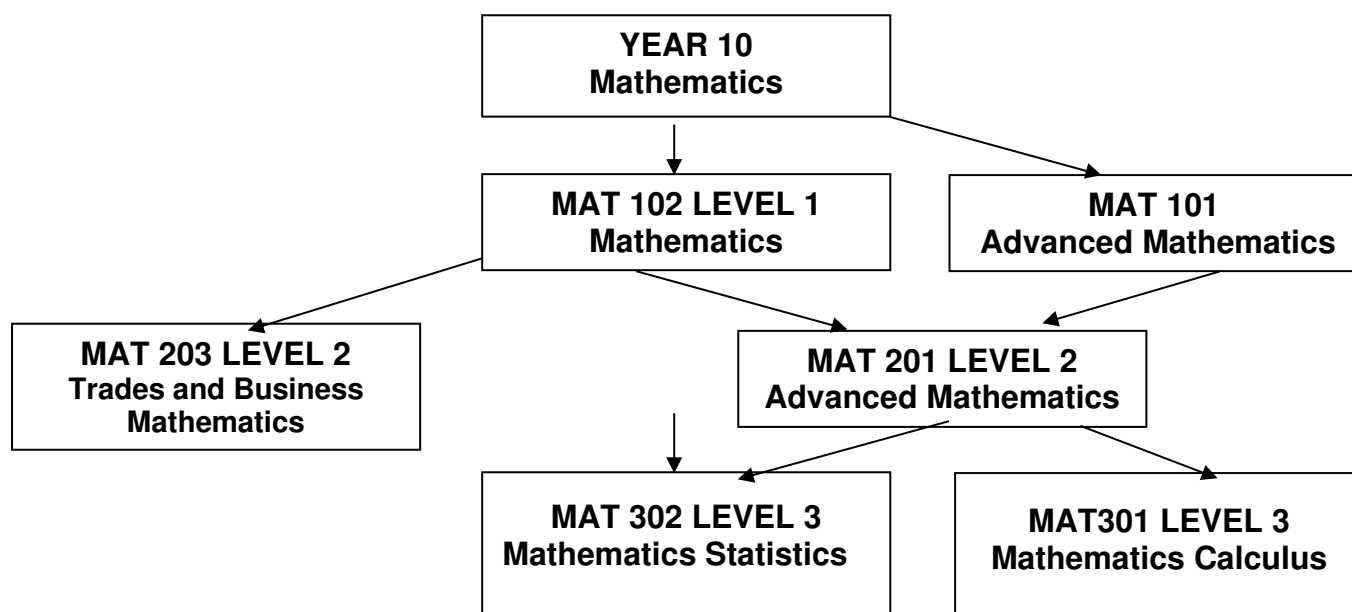 YEAR 10
Mathematics
MAT 102 LEVEL 1
Mathematics
MAT 101
Advanced Mathematics
MAT 203 LEVEL 2
Trades and Business
Mathematics
MAT 201 LEVEL 2
Advanced Mathematics
MAT 302 LEVEL 3
Mathematics Statistics
MAT301 LEVEL 3
Mathematics Calculus